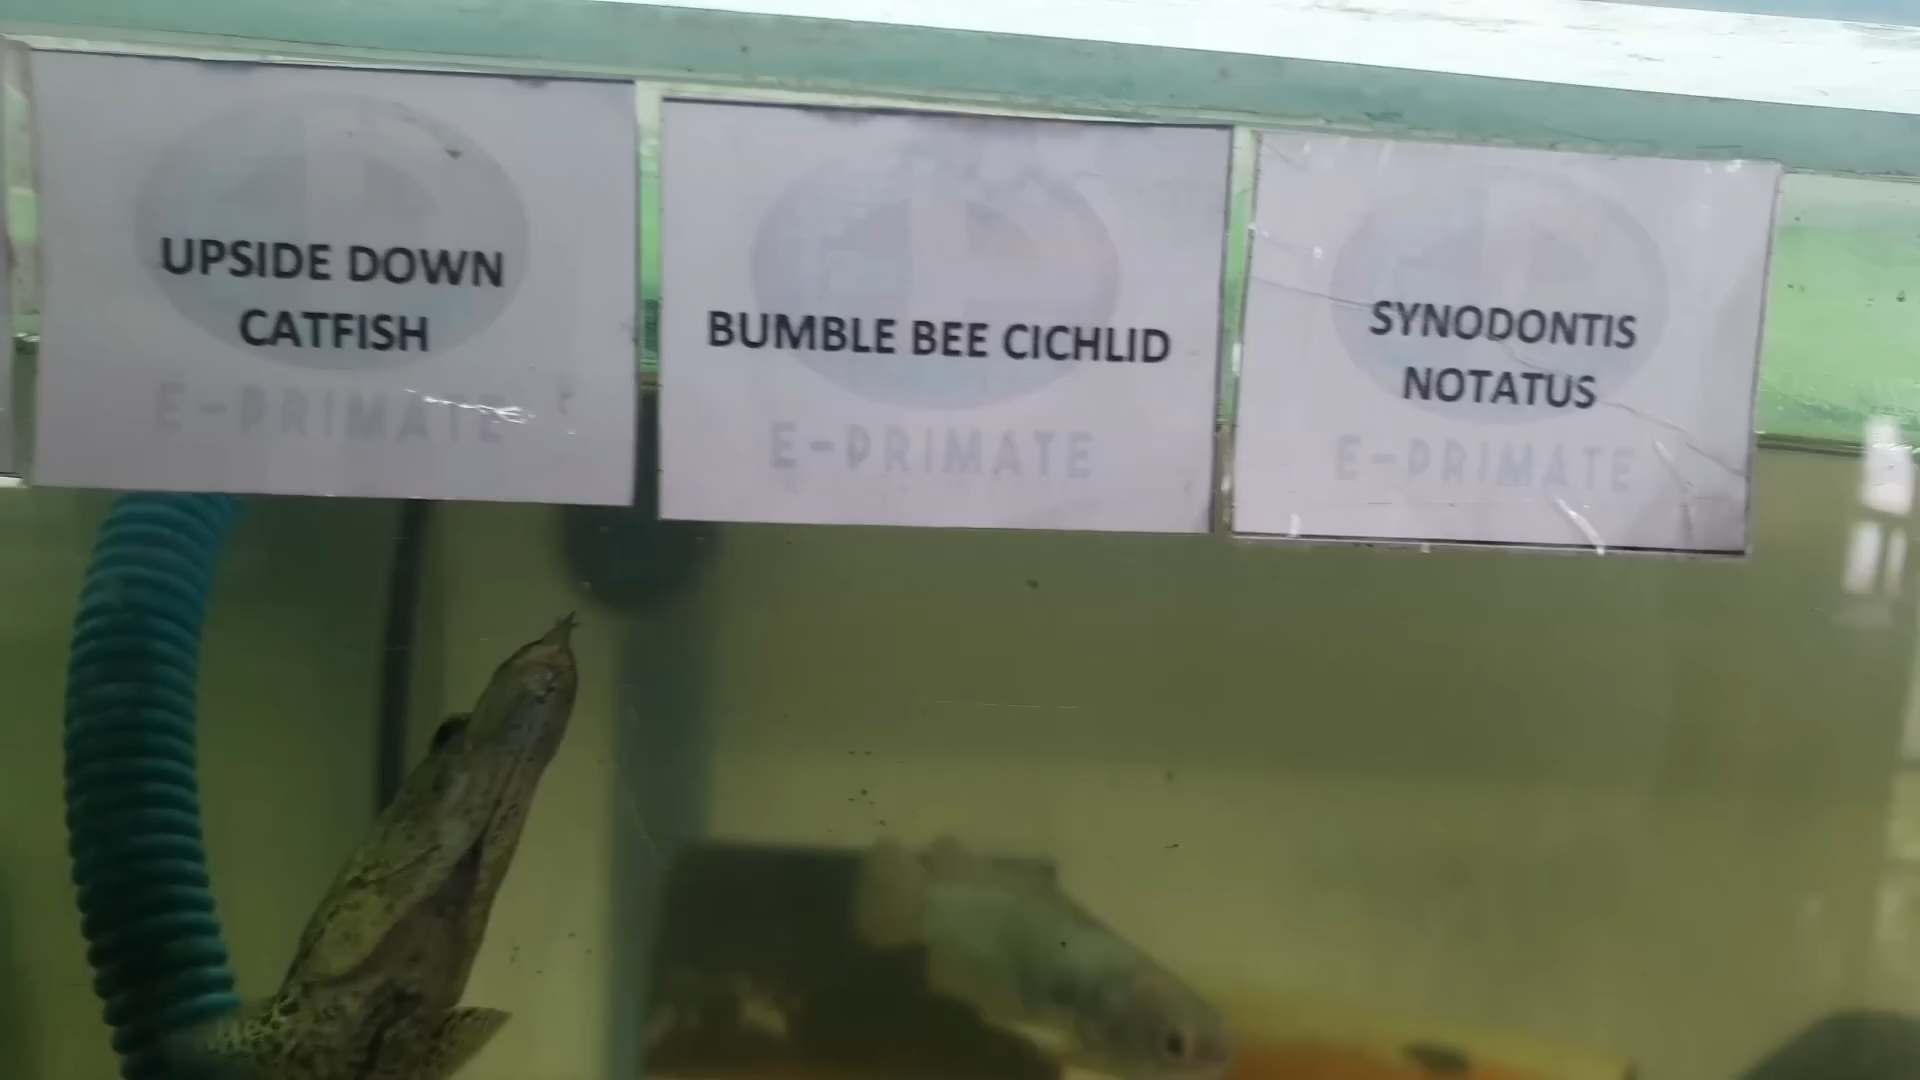 UPSIDE DOWN
CATFISH
E-PRIMATE
BUMBLE BEE CICHLID
E-PRIMATE
SYNODONTIS
NOTATUS
E-PRIMATE